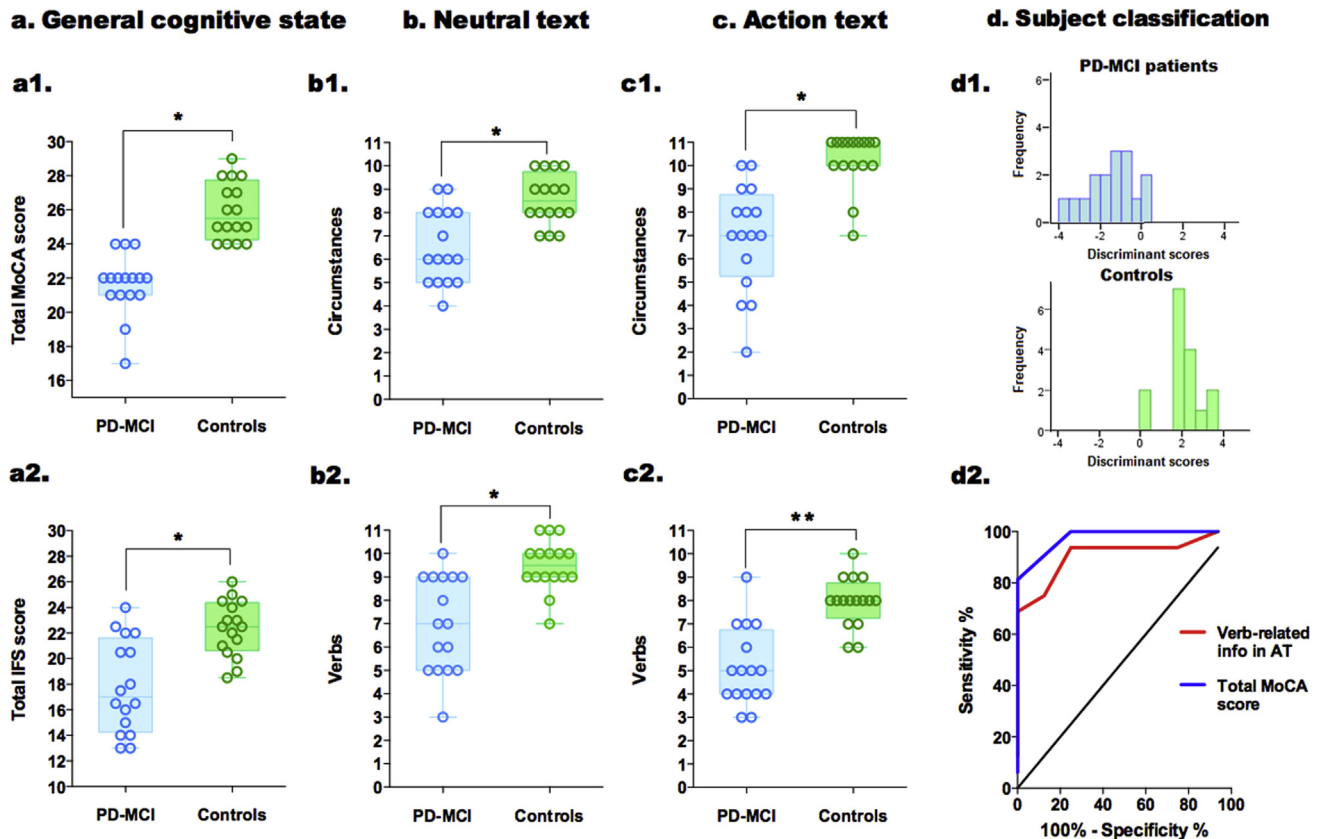 a. General cognitive state
b. Neutral text
c. Action text
d. Subject classification
a1.
*
Total MoCA score
30
28
26
24
22
20
18
16
PD-MCI Controls
b1.
*
Circumstances
11
10
9
8
7
6
5
4
3
2
1
0
PD-MCI Controls
c1.
*
Circumstances
11
10
9
8
7
6
5
4
3
2
1
0
PD-MCI Controls
d1.
PD-MCI patients
Frequency
6
4
2
0
-4 -2 0 2 4
Discriminant scores
Controls
Frequency
6
4
2
0
-4 -2 0 2 4
Discriminant scores
a2.
*
Total IFS score
30
28
26
24
22
20
18
16
14
12
10
PD-MCI Controls
b2.
*
Verbs
11
10
9
8
7
6
5
4
3
2
1
0
PD-MCI Controls
c2.
**
Verbs
11
10
9
8
7
6
5
4
3
2
1
0
PD-MCI Controls
d2.
Sensitivity %
100
80
60
40
20
0
0 20 40 60 80 100
100% - Specificity %
Verb-related
info in AT
Total MoCA
score